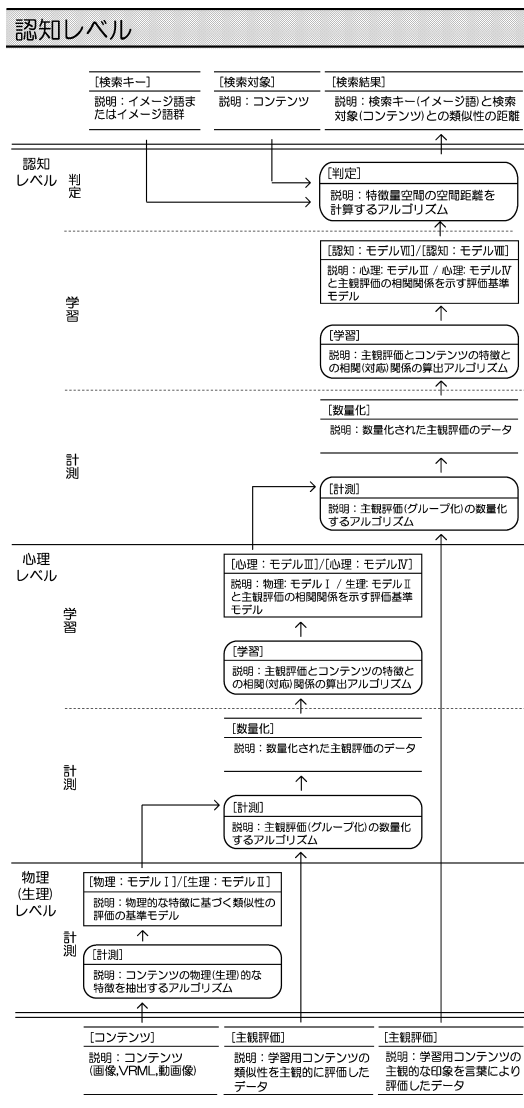 認知レベル
[検索キー]
説明：イメージ語ま
たはイメージ語群
[検索対象]
説明：コンテンツ
[検索結果]
説明：検索キー(イメージ語)と検索
対象(コンテンツ)との類似性の距離
認知
レベル
判定
[判定]
説明：特徴量空間の空間距離を
計算するアルゴリズム
[認知：モデルⅦ]/[認知：モデルⅧ]
説明：心理: モデルⅢ / 心理: モデルⅣ
と主観評価の相関関係を示す評価基準
モデル
学習
[学習]
説明：主観評価とコンテンツの特徴と
の相関(対応)関係の算出アルゴリズム
[数量化]
説明：数量化された主観評価のデータ
計測
[計測]
説明：主観評価(グループ化)の数量化
するアルゴリズム
心理
レベル
[心理：モデルⅢ]/[心理：モデルⅣ]
説明：物理: モデルⅠ / 生理: モデルⅡ
と主観評価の相関関係を示す評価基準
モデル
学習
[学習]
説明：主観評価とコンテンツの特徴と
の相関(対応)関係の算出アルゴリズム
[数量化]
説明：数量化された主観評価のデータ
計測
[計測]
説明：主観評価(グループ化)の数量化
するアルゴリズム
物理
(生理)
レベル
[物理：モデルⅠ]/[生理：モデルⅡ]
説明：物理的な特徴に基づく類似性の
評価の基準モデル
計測
[計測]
説明：コンテンツの物理(生理)的な
特徴を抽出するアルゴリズム
[コンテンツ]
説明：コンテンツ
(画像,VRML,動画像)
[主観評価]
説明：学習用コンテンツの
類似性を主観的に評価した
データ
[主観評価]
説明：学習用コンテンツの
主観的な印象を言葉により
評価したデータ